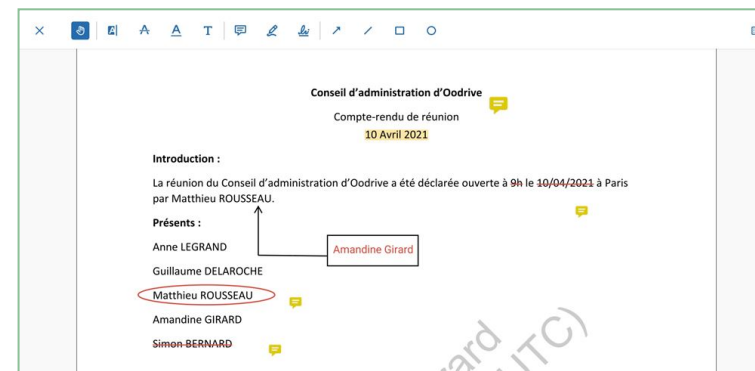 Conseil d'administration d'Oodrive
Compte-rendu de réunion
10 Avril 2021
Introduction :
La réunion du Conseil d'administration d'Oodrive a été déclarée ouverte à 9h le 10/04/2021 à Paris
par Matthieu ROUSSEAU.
Présents :
Anne LEGRAND
Amandine Girard
Guillaume DELAROCHE
Matthieu ROUSSEAU
Amandine GIRARD
Simon BERNARD
UTC)